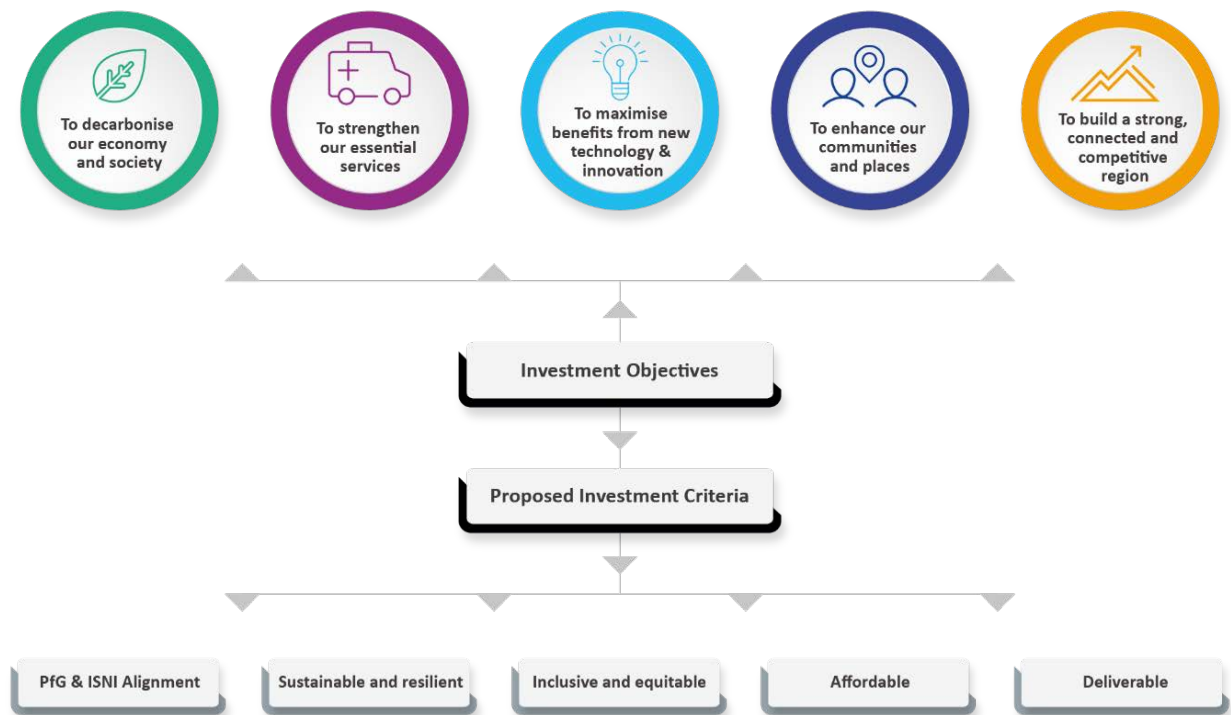 To decarbonise
our economy
and society
To strengthen
our essential
services
To maximise
benefits from new
technology &
innovation
To enhance our
communities
and places
To build a strong,
connected and
competitive
region
Investment Objectives
Proposed Investment Criteria
PfG & ISNI Alignment
Sustainable and resilient
Inclusive and equitable
Affordable
Deliverable